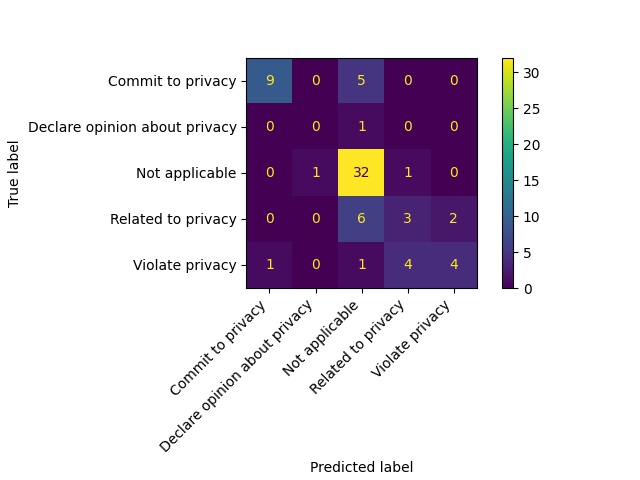 Commit to privacy 9 0 5 0 0
Declare opinion about privacy 0 0 1 0 0
Not applicable 0 1 32 1 0
Related to privacy 0 0 6 3 2
Violate privacy 1 0 1 4 4
True label
Commit to privacy
Declare opinion about privacy
Not applicable
Related to privacy
Violate privacy
Predicted label
30
25
20
15
10
5
0